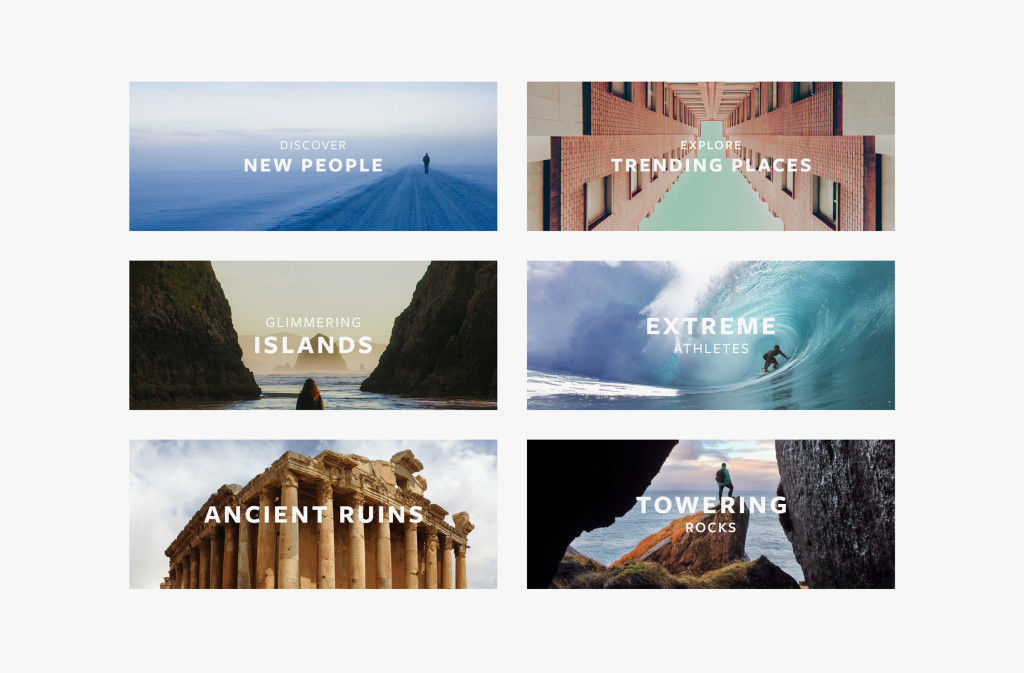 DISCOVER
NEW PEOPLE
EXPLORE
TRENDING PLACES
GLIMMERING
ISLANDS
EXTREME
ATHLETES
ANCIENT RUINS
TOWERING
ROCKS